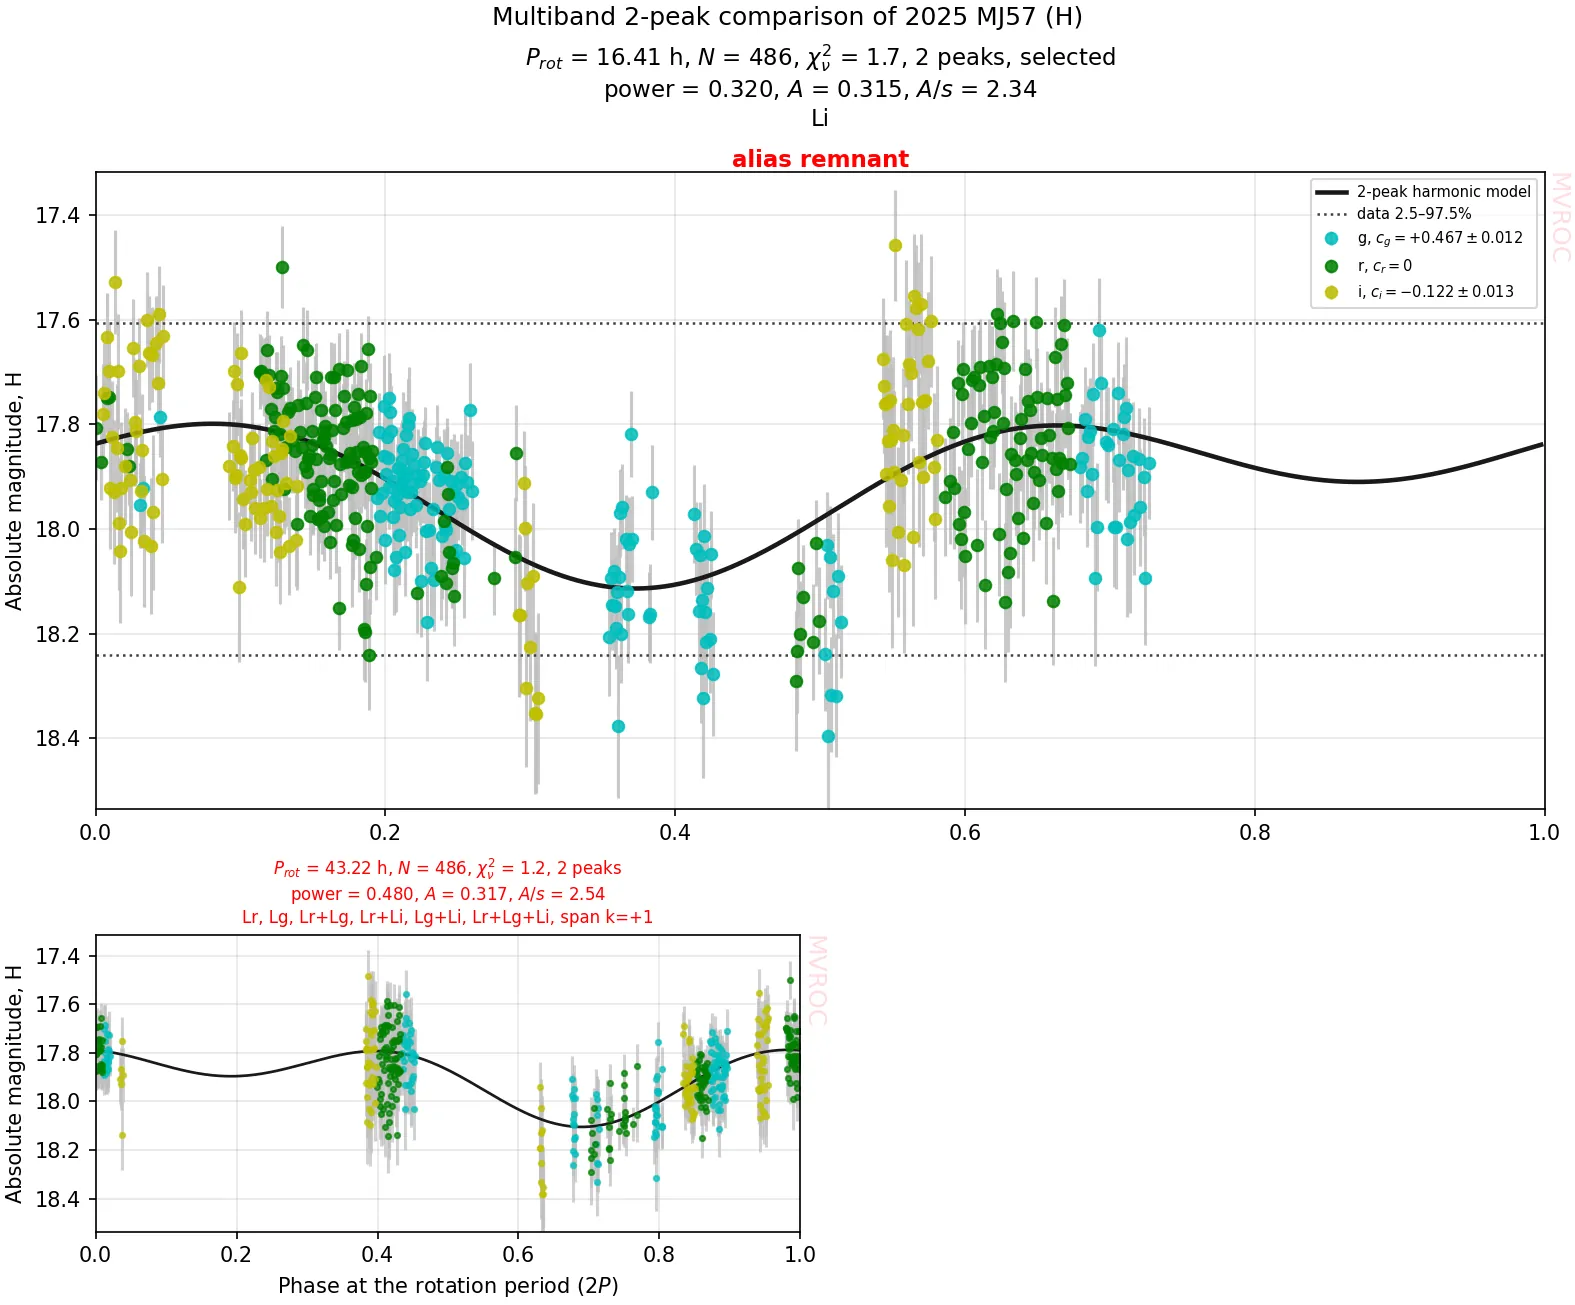 Multiband 2-peak comparison of 2025 MJ57 (H)
P_rot = 16.41 h, N = 486, χ²_ν = 1.7, 2 peaks, selected
power = 0.320, A = 0.315, A/s = 2.34
Li
alias remnant
2-peak harmonic model
data 2.5–97.5%
g, c_g = +0.467 ± 0.012
r, c_r = 0
i, c_i = −0.122 ± 0.013
MVROC
Absolute magnitude, H
17.4
17.6
17.8
18.0
18.2
18.4
0.0 0.2 0.4 0.6 0.8 1.0
P_rot = 43.22 h, N = 486, χ²_ν = 1.2, 2 peaks
power = 0.480, A = 0.317, A/s = 2.54
Lr, Lg, Lr+Lg, Lr+Li, Lg+Li, Lr+Lg+Li, span k=+1
MVROC
Absolute magnitude, H
17.4
17.6
17.8
18.0
18.2
18.4
0.0 0.2 0.4 0.6 0.8 1.0
Phase at the rotation period (2P)